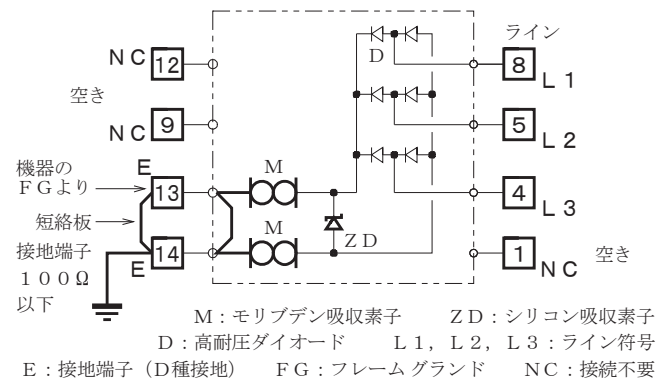 ライン
D
NC 12
8 L1
空き
NC 9
5 L2
機器の
FGより
E
13
M
4 L3
短絡板
M
ZD
接地端子
100Ω
以下
14
E
1 NC 空き
M:モリブデン吸収素子 ZD:シリコン吸収素子
D:高耐圧ダイオード L1,L2,L3:ライン符号
E:接地端子(D種接地) FG:フレームグランド NC:接続不要